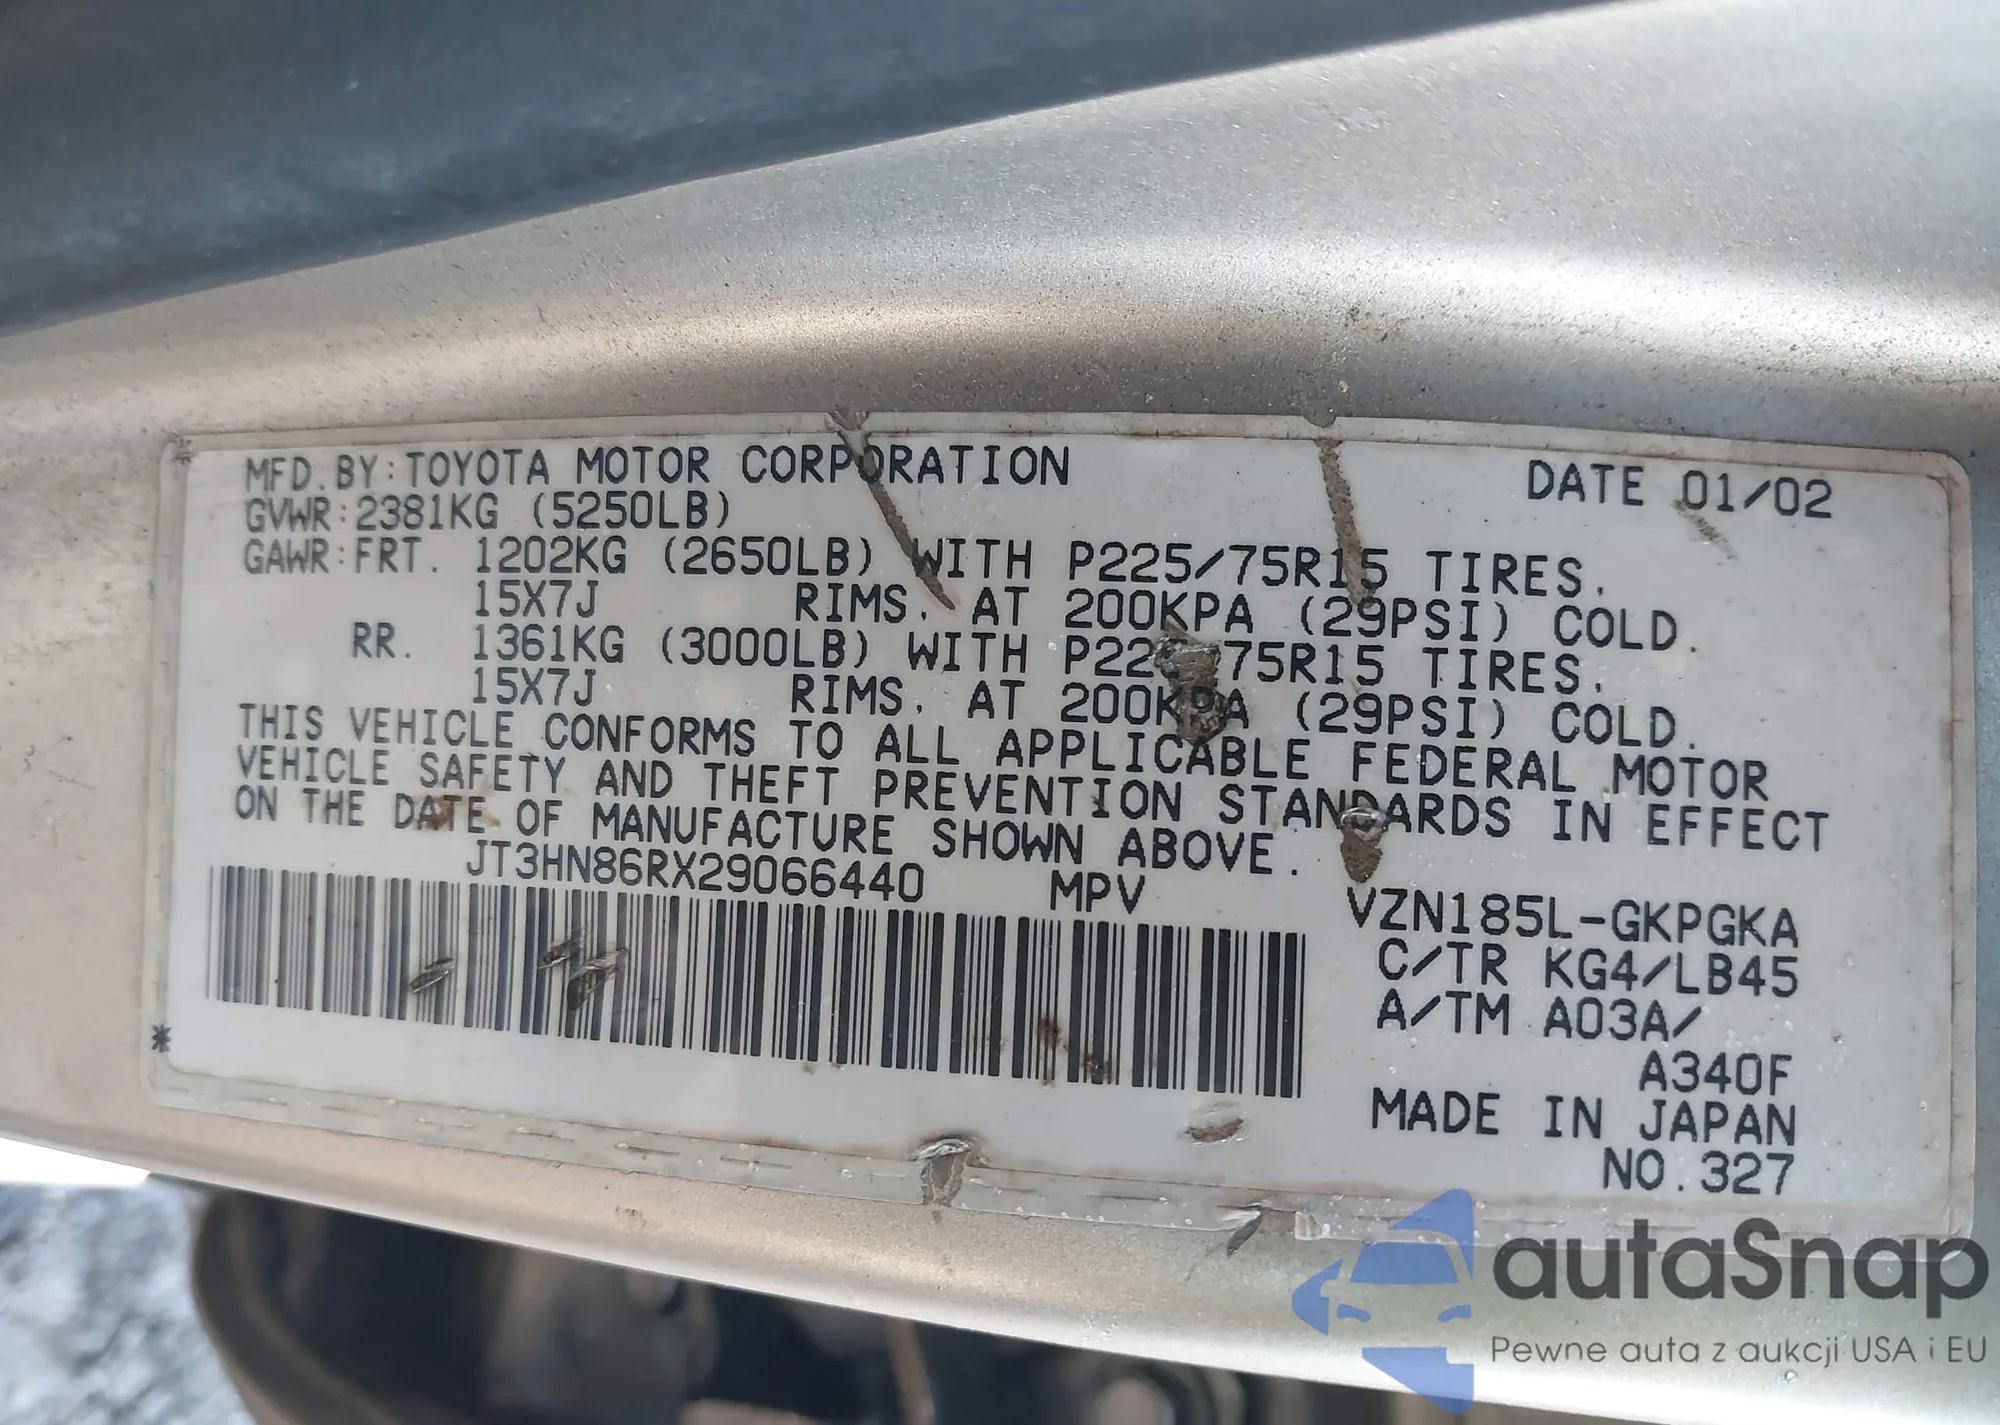 MFD.BY:TOYOTA MOTOR CORPORATION DATE 01/02
GVWR:2381KG (5250LB)
GAWR:FRT. 1202KG (2650LB) WITH P225/75R15 TIRES.
15X7J RIMS, AT 200KPA (29PSI) COLD.
RR. 1361KG (3000LB) WITH P225/75R15 TIRES,
15X7J RIMS, AT 200KPA (29PSI) COLD.
THIS VEHICLE CONFORMS TO ALL APPLICABLE FEDERAL MOTOR
VEHICLE SAFETY AND THEFT PREVENTION STANDARDS IN EFFECT
ON THE DATE OF MANUFACTURE SHOWN ABOVE.
JT3HN86RX29066440 MPV
VZN185L-GKPGKA
C/TR KG4/LB45
A/TM A03A/
A340F
MADE IN JAPAN
NO.327
autaSnap
Pewne auta z aukcji USA i EU